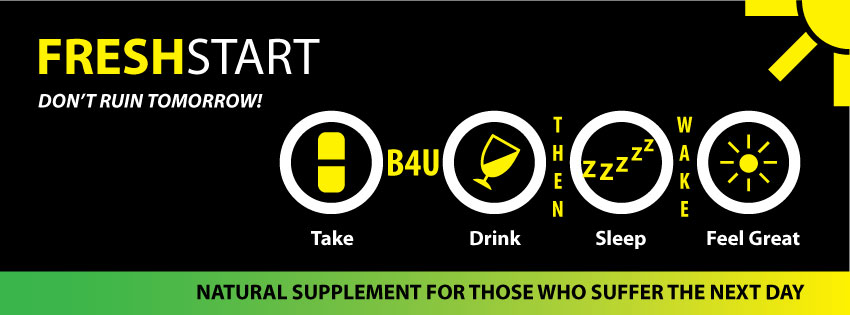 FRESHSTART
DON'T RUIN TOMORROW!
B4U
THEN
zzzzz
WAKE
Take
Drink
Sleep
Feel Great
NATURAL SUPPLEMENT FOR THOSE WHO SUFFER THE NEXT DAY